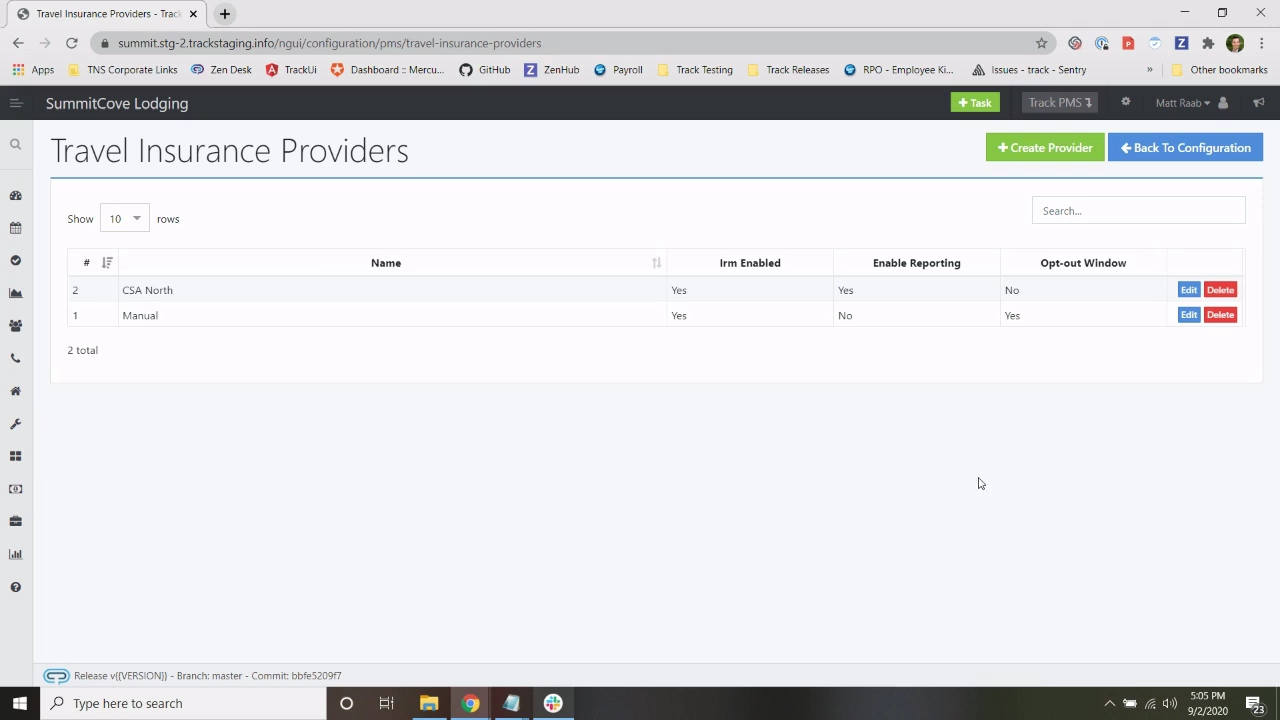 Travel Insurance Providers - Trac
summit.stg-2.trackstaging.info/ngui/configuration/pms/travel-insurance-providers
Apps TNS Corporate Links Zen Desk TrackUi Dashboard :: Mercu... GitHub ZenHub Payroll Track Testing Track Releases RPO - Employee Ki... Issues - track - Sentry » Other bookmarks
SummitCove Lodging + Task Track PMS Matt Raab
Travel Insurance Providers + Create Provider Back To Configuration
Show 10 rows Search...
# Name Irm Enabled Enable Reporting Opt-out Window
2 CSA North Yes Yes No Edit Delete
1 Manual Yes No Yes Edit Delete
2 total
Release v{{VERSION}} - Branch: master - Commit: bbfe5209f7
Type here to search 5:05 PM
9/2/2020 23